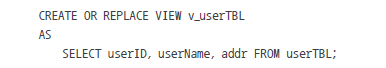 CREATE OR REPLACE VIEW v_userTBL
AS
SELECT userID, userName, addr FROM userTBL;